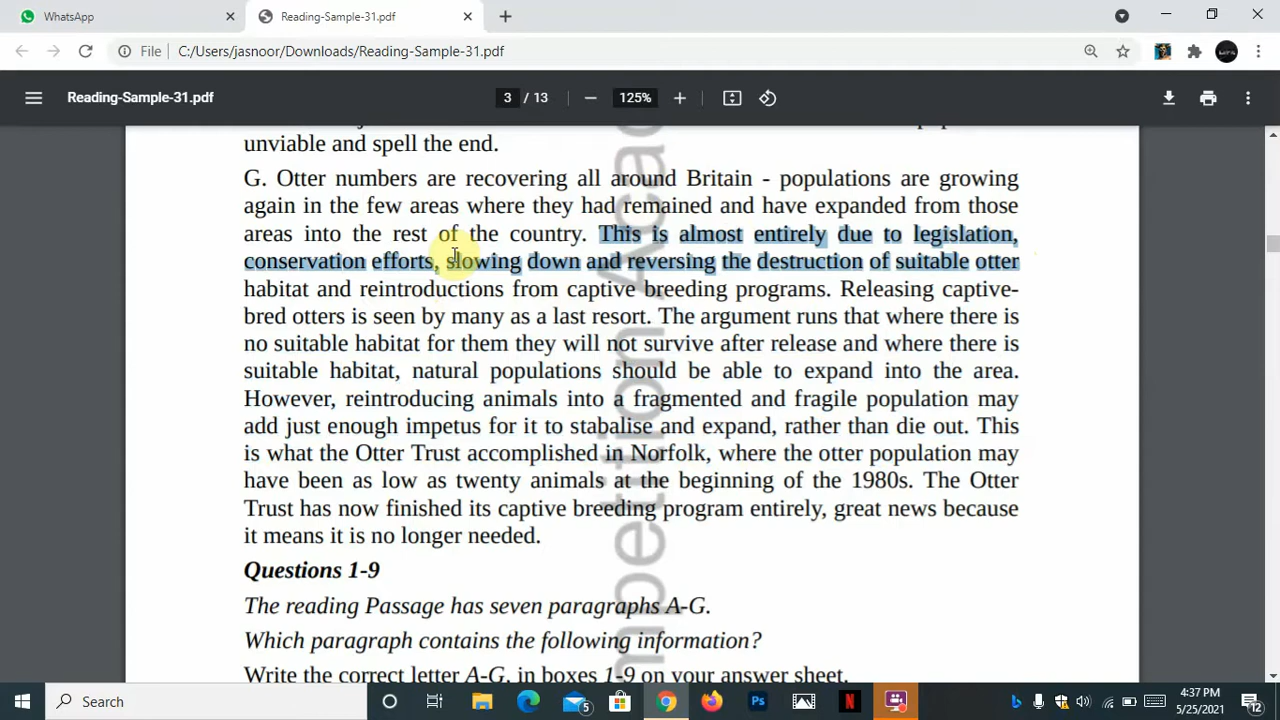 WhatsApp
Reading-Sample-31.pdf
File
C:/Users/jasnoor/Downloads/Reading-Sample-31.pdf
Reading-Sample-31.pdf
3 / 13
125%
unviable and spell the end.
G. Otter numbers are recovering all around Britain - populations are growing
again in the few areas where they had remained and have expanded from those
areas into the rest of the country. This is almost entirely due to legislation,
conservation efforts, slowing down and reversing the destruction of suitable otter
habitat and reintroductions from captive breeding programs. Releasing captive-
bred otters is seen by many as a last resort. The argument runs that where there is
no suitable habitat for them they will not survive after release and where there is
suitable habitat, natural populations should be able to expand into the area.
However, reintroducing animals into a fragmented and fragile population may
add just enough impetus for it to stabalise and expand, rather than die out. This
is what the Otter Trust accomplished in Norfolk, where the otter population may
have been as low as twenty animals at the beginning of the 1980s. The Otter
Trust has now finished its captive breeding program entirely, great news because
it means it is no longer needed.
Questions 1-9
The reading Passage has seven paragraphs A-G.
Which paragraph contains the following information?
Write the correct letter A-G, in boxes 1-9 on your answer sheet.
Search
5
Ps
N
4:37 PM
5/25/2021
12